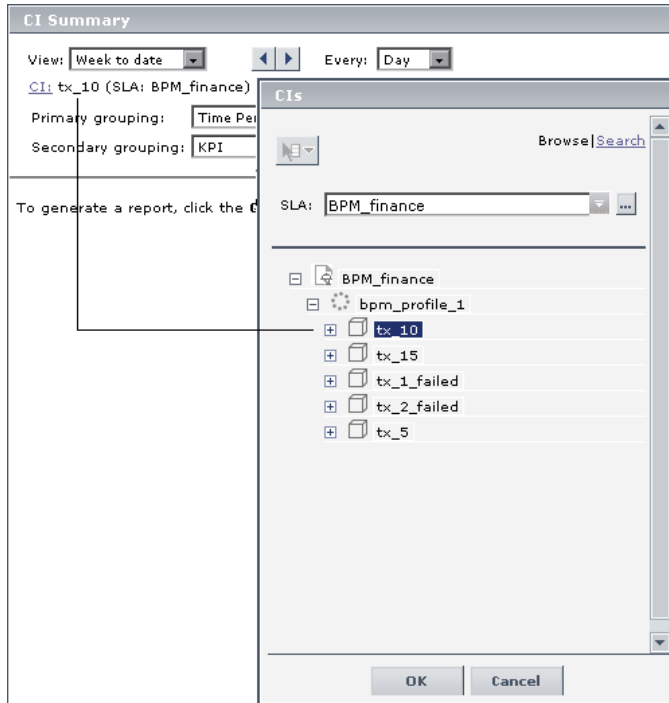 CI Summary
View: Week to date Every: Day
CI: tx_10 (SLA: BPM_finance)
Primary grouping: Time Per
Secondary grouping: KPI
To generate a report, click the
CIs
Browse|Search
SLA: BPM_finance ...
BPM_finance
bpm_profile_1
tx_10
tx_15
tx_1_failed
tx_2_failed
tx_5
OK Cancel